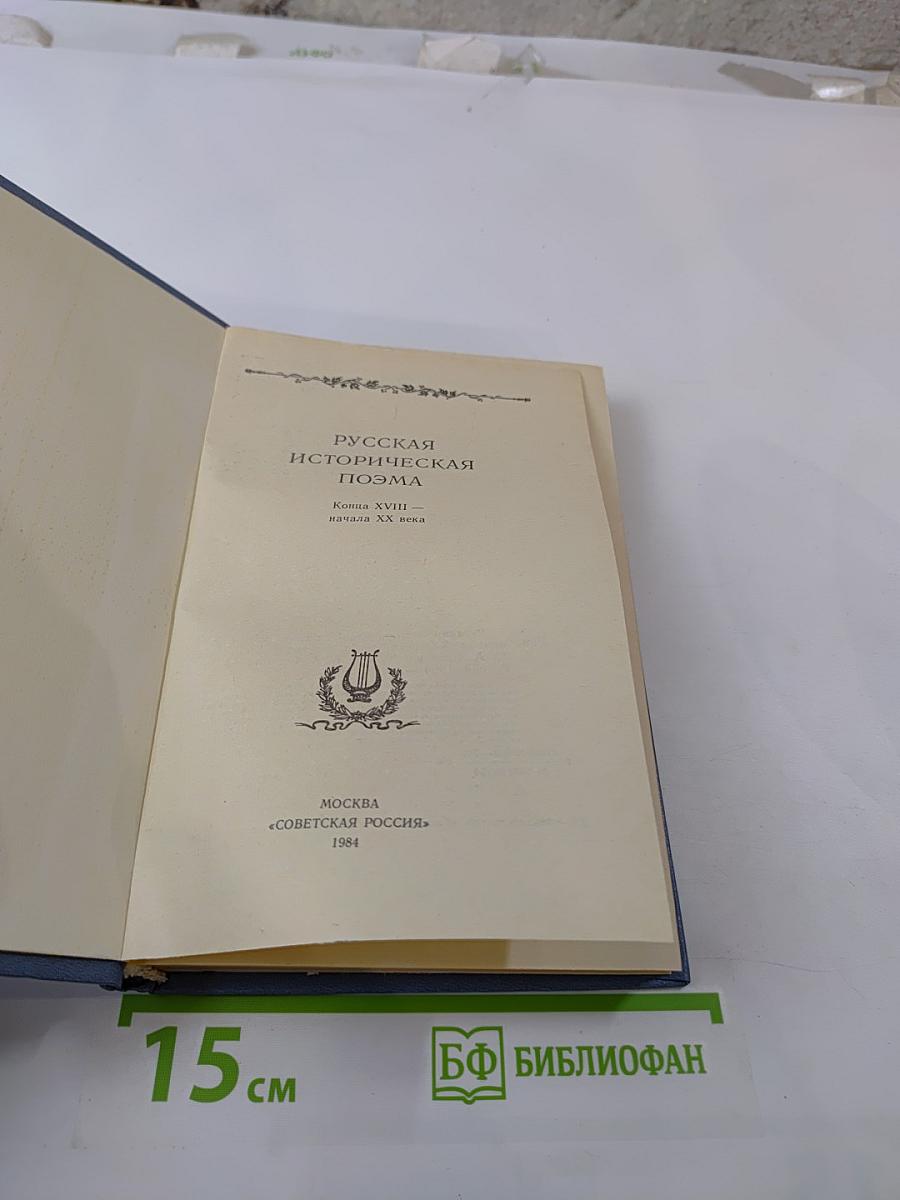 РУССКАЯ
ИСТОРИЧЕСКАЯ
ПОЭМА
Конца XVIII —
начала XX века
МОСКВА
«СОВЕТСКАЯ РОССИЯ»
1984
15 см
БФ БИБЛИОФАН